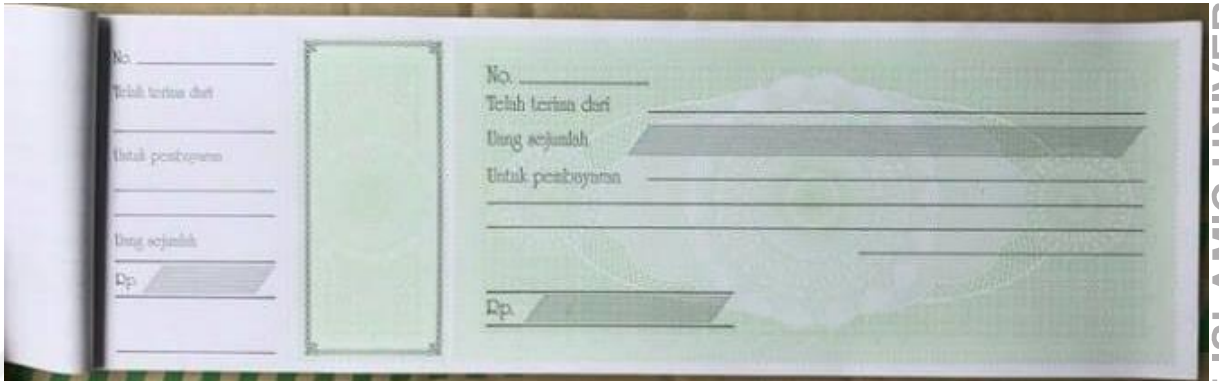 No.
Telah terima dari
Untuk pembayaran
Uang sejumlah
Rp.
No.
Telah terima dari
Uang sejumlah
Untuk pembayaran
Rp.